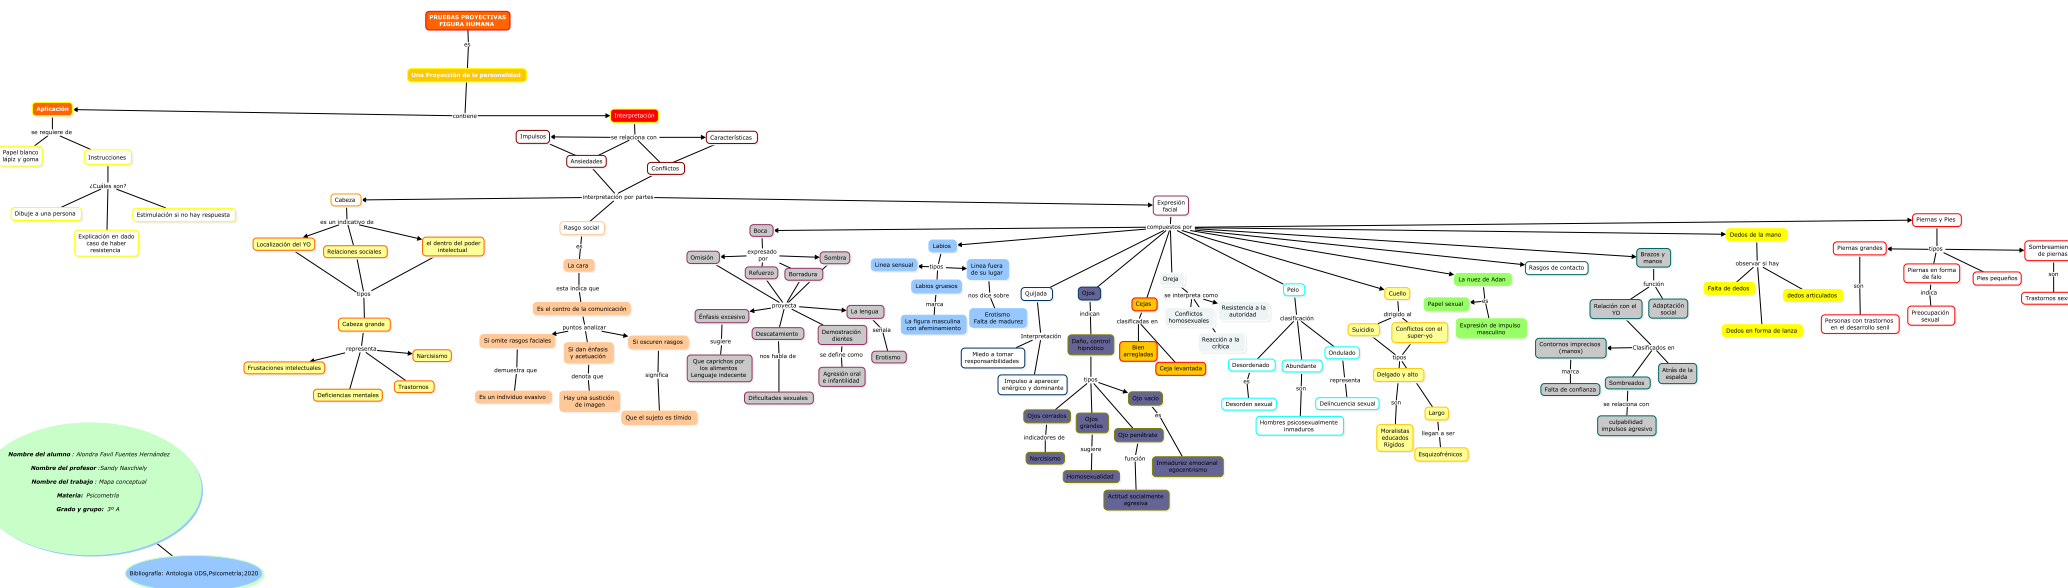 PRUEBAS PROYECTIVAS
FIGURA HUMANA
es
Una Proyección de la personalidad
contiene
Aplicación
se requiere de
Papel blanco
lápiz y goma
Instrucciones
¿Cuáles son?
Dibuje a una persona
Explicación en dado
caso de haber
resistencia
Estimulación si no hay respuesta
Interpretación
se relaciona con
Impulsos
Características
Ansiedades
Conflictos
interpretacion por partes
Cabeza
es un indicativo de
Localización del YO
Relaciones sociales
el dentro del poder
intelectual
tipos
Cabeza grande
representa
Frustaciones intelectuales
Deficiencias mentales
Trastornos
Narcisismo
Rasgo social
es
La cara
esta indica que
Es el centro de la comunicación
puntos analizar
Si omite rasgos faciales
demuestra que
Es un individuo evasivo
Si dan énfasis
y acetuación
denota que
Hay una sustición
de imagen
Si oscuren rasgos
significa
Que el sujeto es tímido
Expresión
facial
compuestos por
Boca
expresado
por
Omisión
Refuerzo
Borradura
Sombra
proyecta
Énfasis excesivo
sugiere
Que caprichos por
los alimentos
Lenguaje indecente
Descatamiento
nos habla de
Dificultades sexuales
Demostración
dientes
se define como
Agresión oral
e infantilidad
La lengua
señala
Erotismo
Labios
tipos
Linea sensual
Labios gruesos
marca
La figura masculina
con afeminamiento
Linea fuera
de su lugar
nos dice sobre
Erotismo
Falta de madurez
Quijada
Interpretación
Miedo a tomar
responsanbilidades
Impulso a aparecer
enérgico y dominante
Ojos
indican
Daño, control
hipnótico
tipos
Ojos cerrados
indicadores de
Narcisismo
Ojos
grandes
sugiere
Homosexualidad
Ojo penétrate
función
Actitud socialmente
agresiva
Ojo vacío
es
Inmadurez emocianal
egocentrismo
Cejas
clasificadas en
Bien
arregladas
Ceja levantada
Oreja
se interpreta como
Conflictos
homosexuales
Resistencia a la
autoridad
Reacción a la
crítica
Pelo
clasificación
Desordenado
es
Desorden sexual
Abundante
son
Hombres psicosexualmente
inmaduros
Ondulado
representa
Delincuencia sexual
Cuello
dirigido al
Suicidio
Conflictos con el
super-yo
tipos
Delgado y alto
son
Moralistas
educados
Rígidos
Largo
llegan a ser
Esquizofrénicos
La nuez de Adan
es
Papel sexual
Expresión de impulso
masculino
Rasgos de contacto
Brazos y
manos
función
Relación con el
YO
Adaptación
social
Clasificados en
Contornos imprecisos
(manos)
marca
Falta de confianza
Sombreados
se relaciona con
culpabilidad
impulsos agresivo
Atrás de la
espalda
Dedos de la mano
observar si hay
Falta de dedos
Dedos en forma de lanza
dedos articulados
Piernas y Pies
tipos
Piernas grandes
son
Personas con trastornos
en el desarrollo senil
Piernas en forma
de falo
indica
Preocupación
sexual
Pies pequeños
Sombreamien
de piernas
son
Trastornos sex
Nombre del alumno : Alondra Favil Fuentes Hernández
Nombre del profesor :Sandy Naxchiely
Nombre del trabajo : Mapa conceptual
Materia: Psicometría
Grado y grupo: 3º A
Bibliografía: Antologia UDS,Psicometria;2020